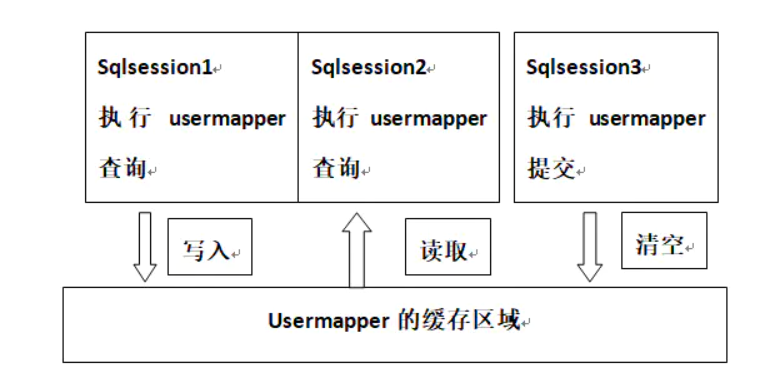 Sqlsession1
执行 usermapper
查询
Sqlsession2
执行 usermapper
查询
Sqlsession3
执行 usermapper
提交
写入
读取
清空
Usermapper 的缓存区域